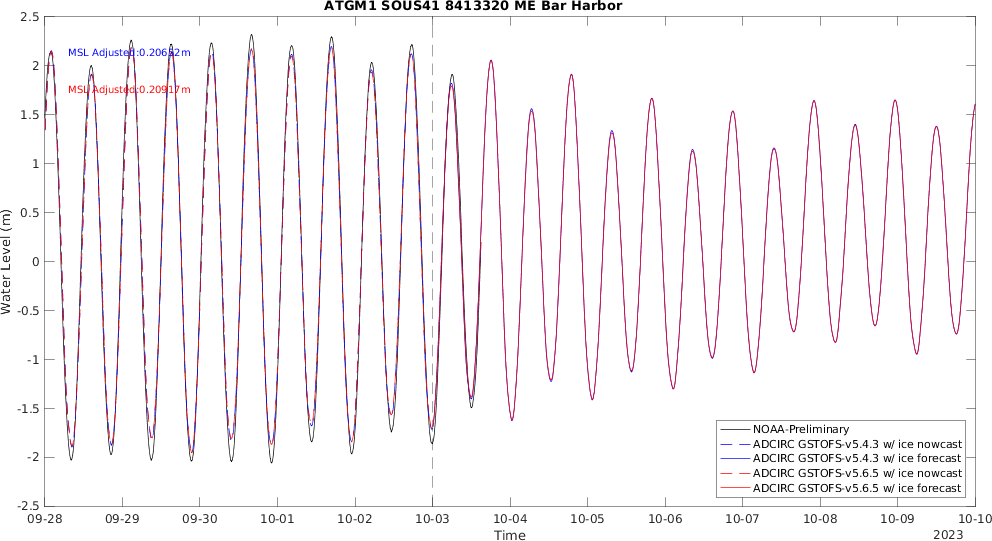 ATGM1 SOUS41 8413320 ME Bar Harbor
2.5
2
1.5
1
0.5
0
-0.5
-1
-1.5
-2
-2.5
Water Level (m)
MSL Adjusted:0.20652m
MSL Adjusted:0.20917m
NOAA-Preliminary
ADCIRC GSTOFS-v5.4.3 w/ ice nowcast
ADCIRC GSTOFS-v5.4.3 w/ ice forecast
ADCIRC GSTOFS-v5.6.5 w/ ice nowcast
ADCIRC GSTOFS-v5.6.5 w/ ice forecast
09-28 09-29 09-30 10-01 10-02 10-03 10-04 10-05 10-06 10-07 10-08 10-09 10-10
Time
2023